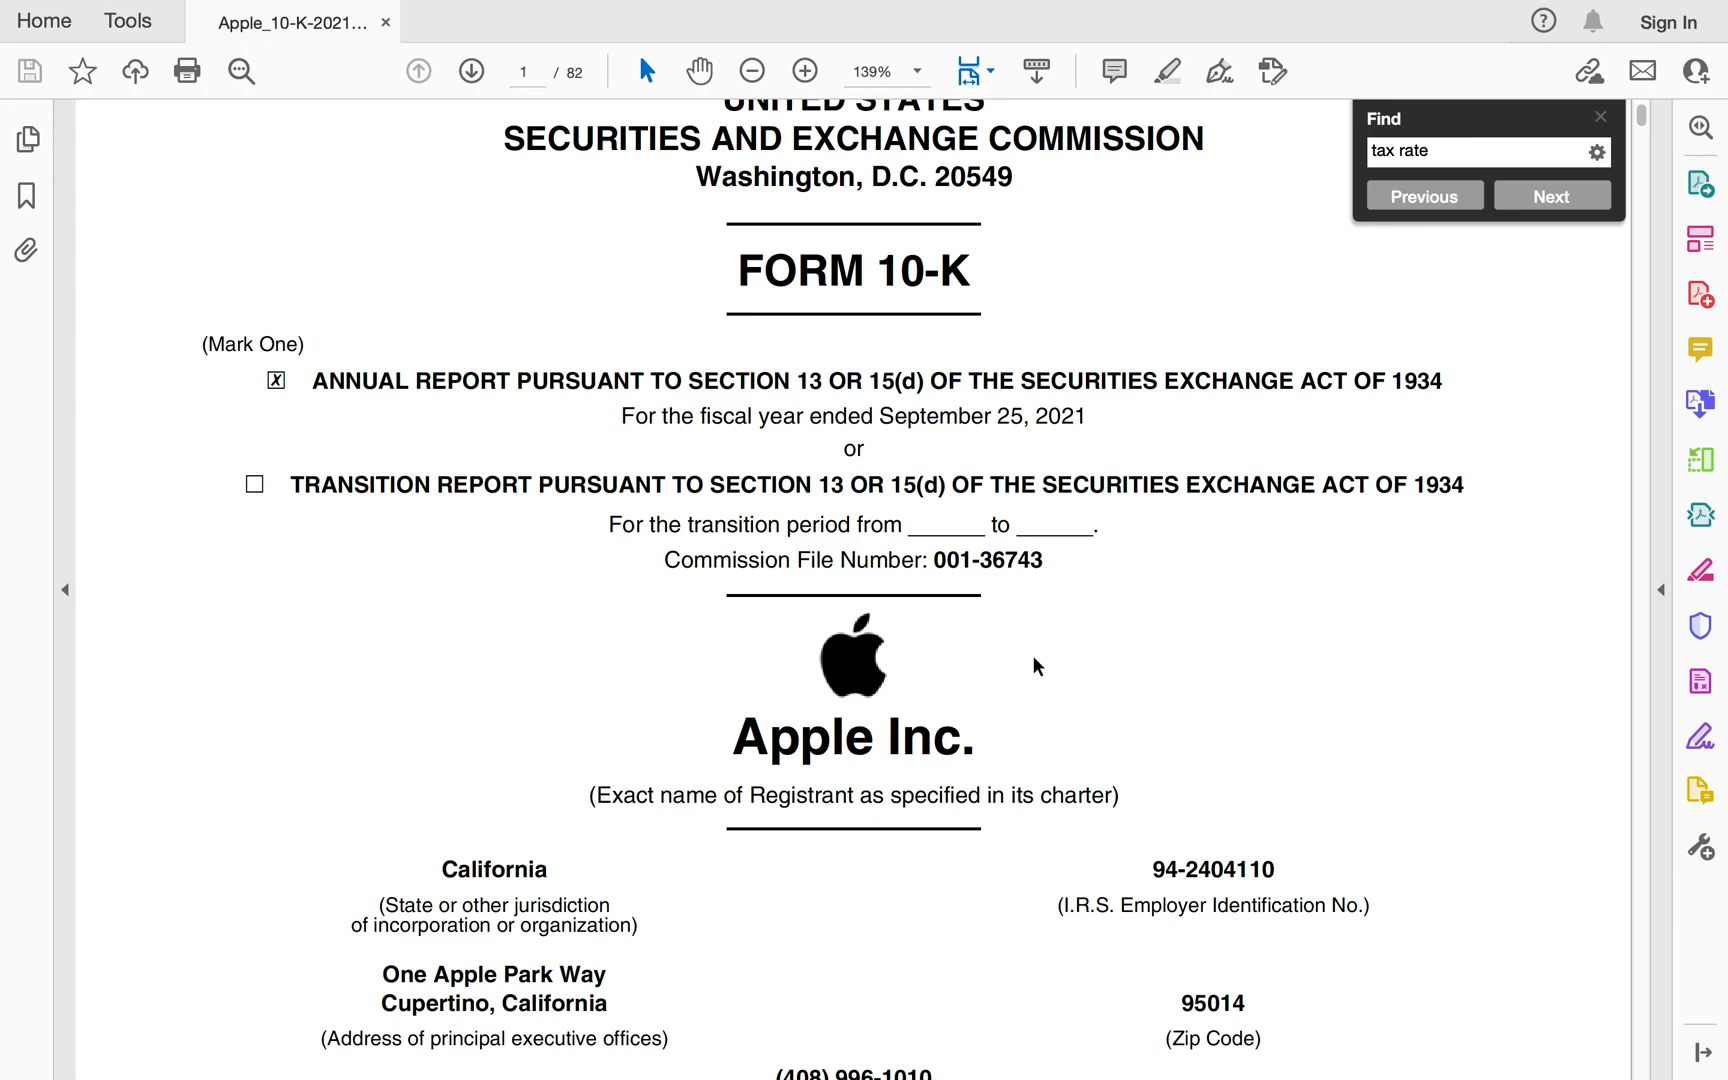 Home Tools Apple_10-K-2021... × Sign In
1 / 82 139%
UNITED STATES
SECURITIES AND EXCHANGE COMMISSION
Washington, D.C. 20549
Find
tax rate
Previous Next
FORM 10-K
(Mark One)
☒ ANNUAL REPORT PURSUANT TO SECTION 13 OR 15(d) OF THE SECURITIES EXCHANGE ACT OF 1934
For the fiscal year ended September 25, 2021
or
☐ TRANSITION REPORT PURSUANT TO SECTION 13 OR 15(d) OF THE SECURITIES EXCHANGE ACT OF 1934
For the transition period from ______ to ______.
Commission File Number: 001-36743
Apple Inc.
(Exact name of Registrant as specified in its charter)
California 94-2404110
(State or other jurisdiction (I.R.S. Employer Identification No.)
of incorporation or organization)
One Apple Park Way
Cupertino, California 95014
(Address of principal executive offices) (Zip Code)
(408) 996-1010